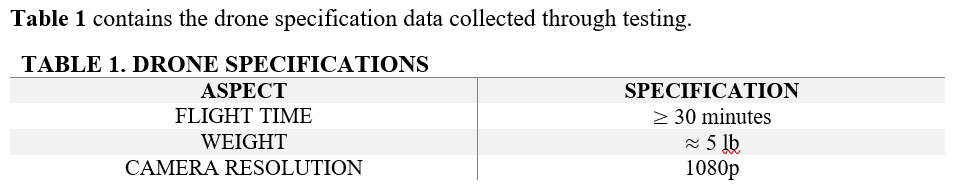 Table 1 contains the drone specification data collected through testing.
TABLE 1. DRONE SPECIFICATIONS
ASPECT SPECIFICATION
FLIGHT TIME ≥ 30 minutes
WEIGHT ≈ 5 lb
CAMERA RESOLUTION 1080p